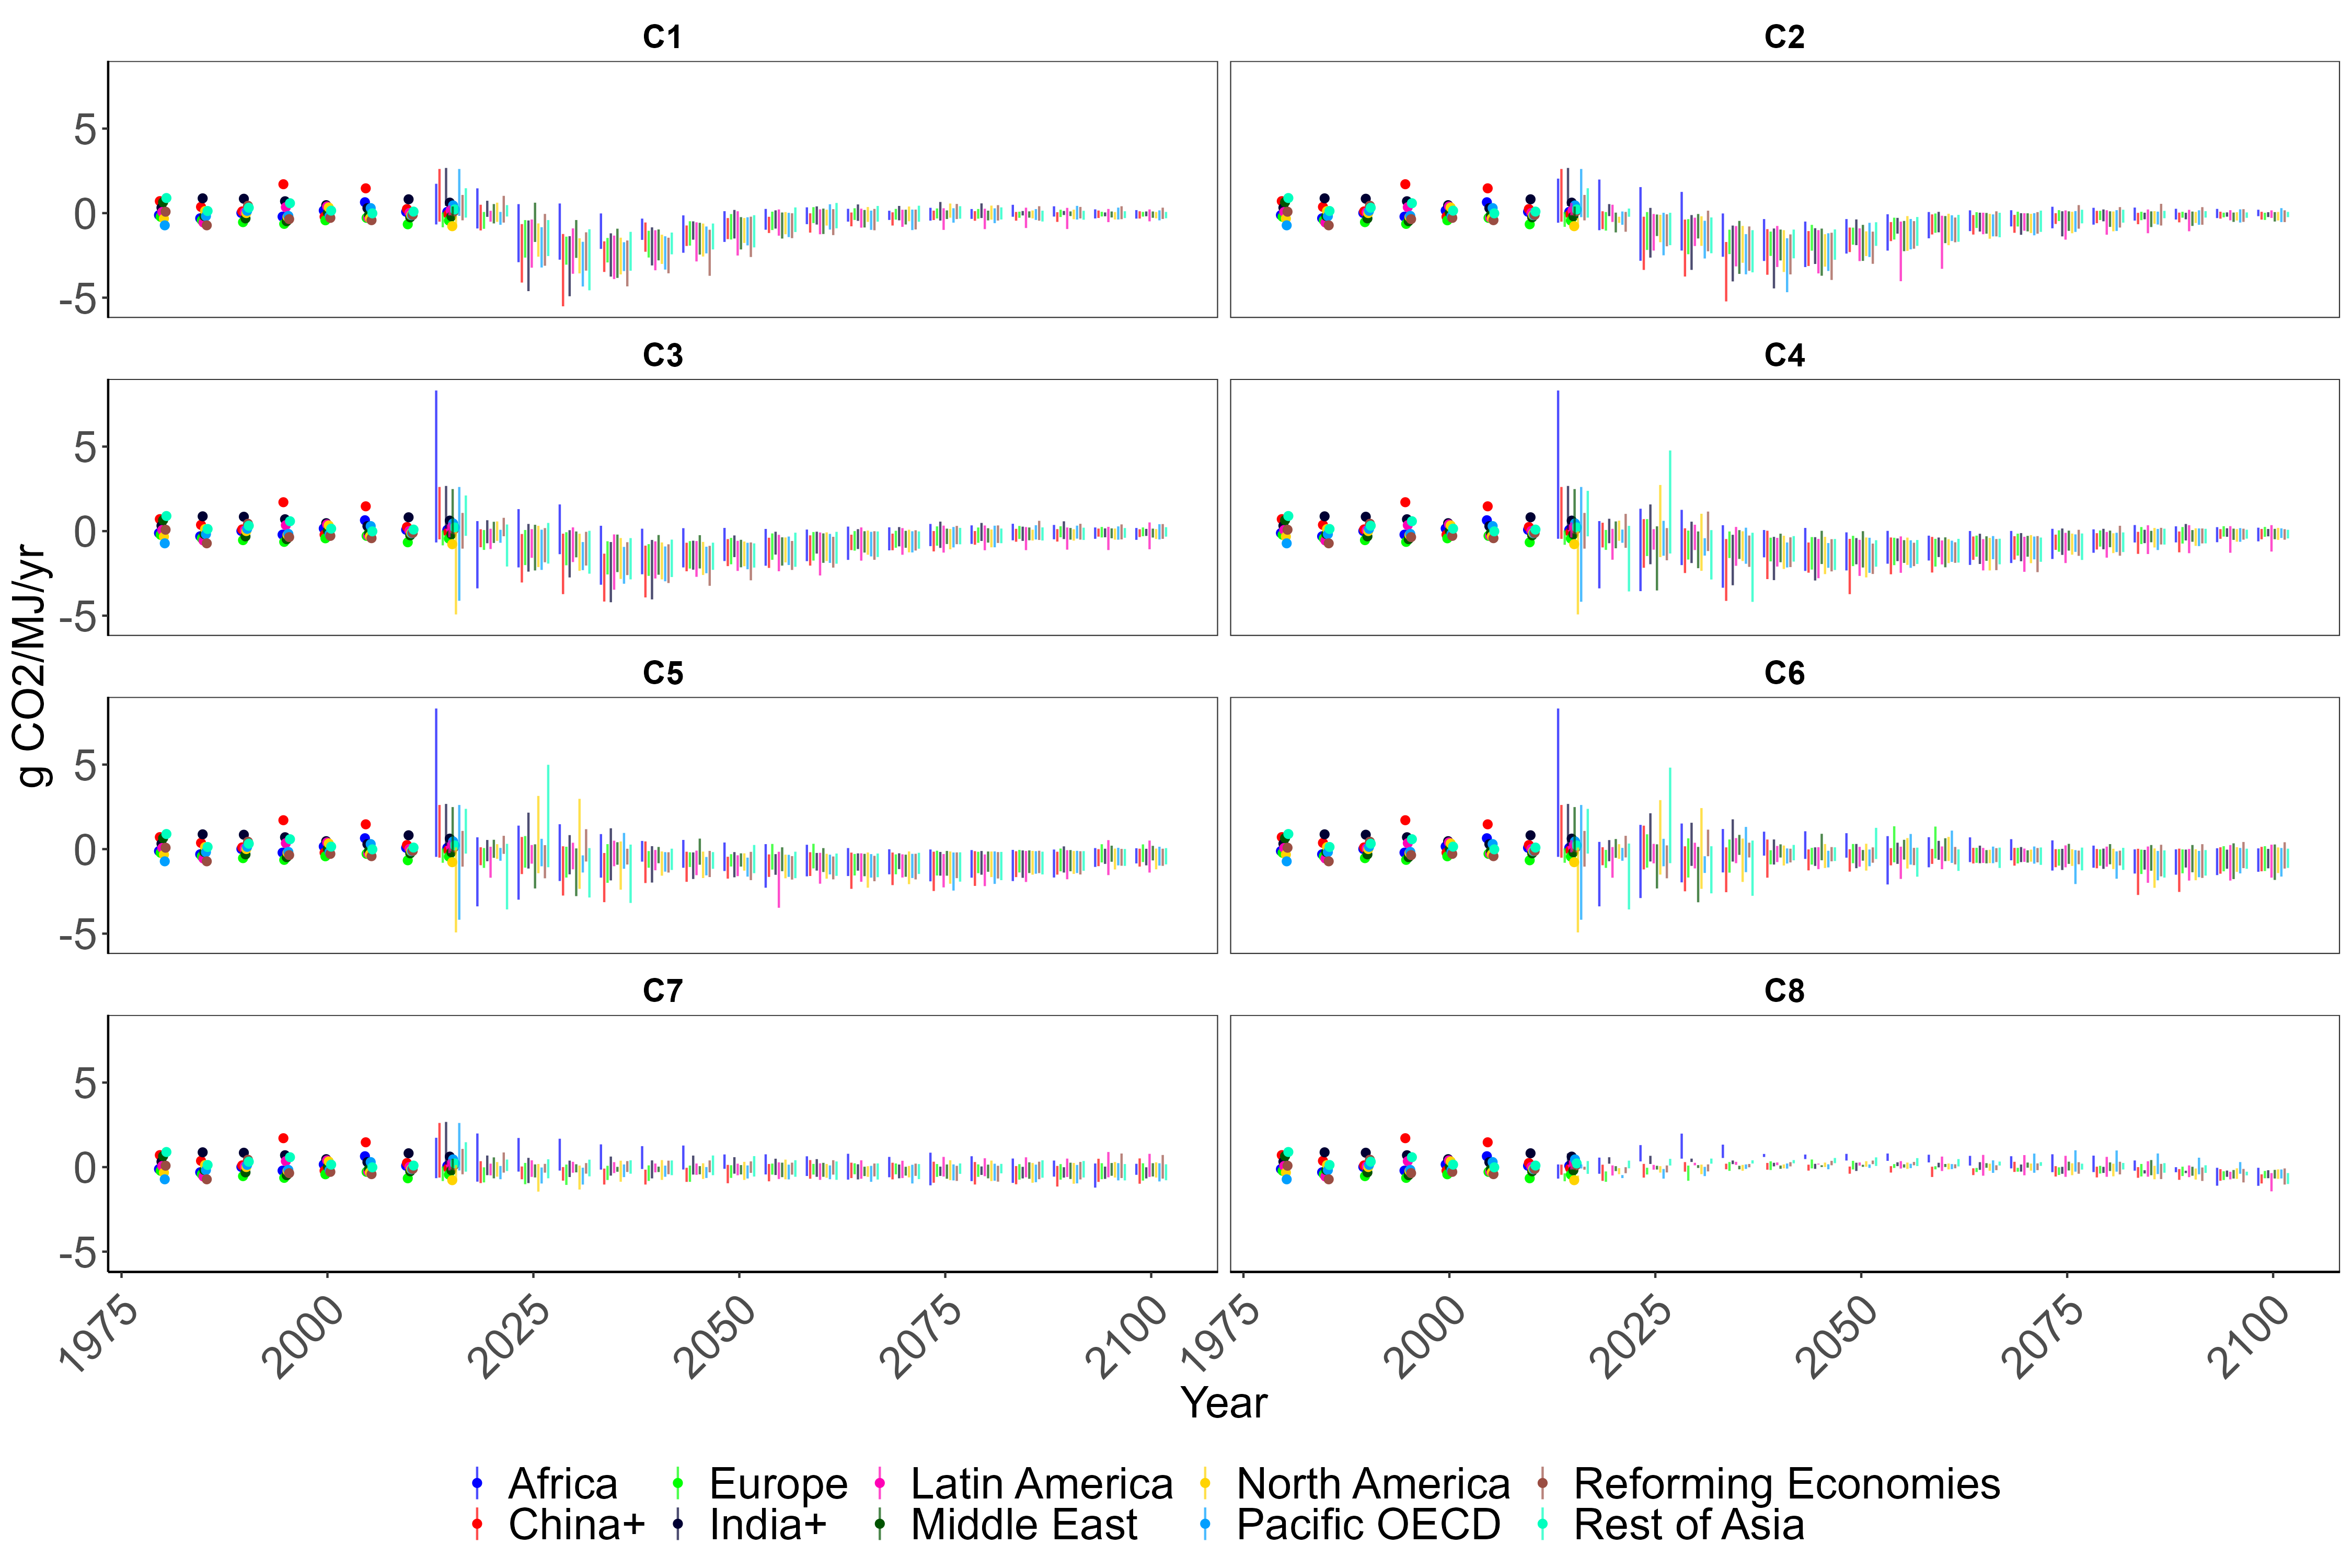 C1
C2
5
0
-5
C3
C4
5
0
-5
g CO2/MJ/yr
C5
C6
5
0
-5
C7
C8
5
0
-5
1975 2000 2025 2050 2075 2100 1975 2000 2025 2050 2075 2100
Year
Africa Europe Latin America North America Reforming Economies
China+ India+ Middle East Pacific OECD Rest of Asia